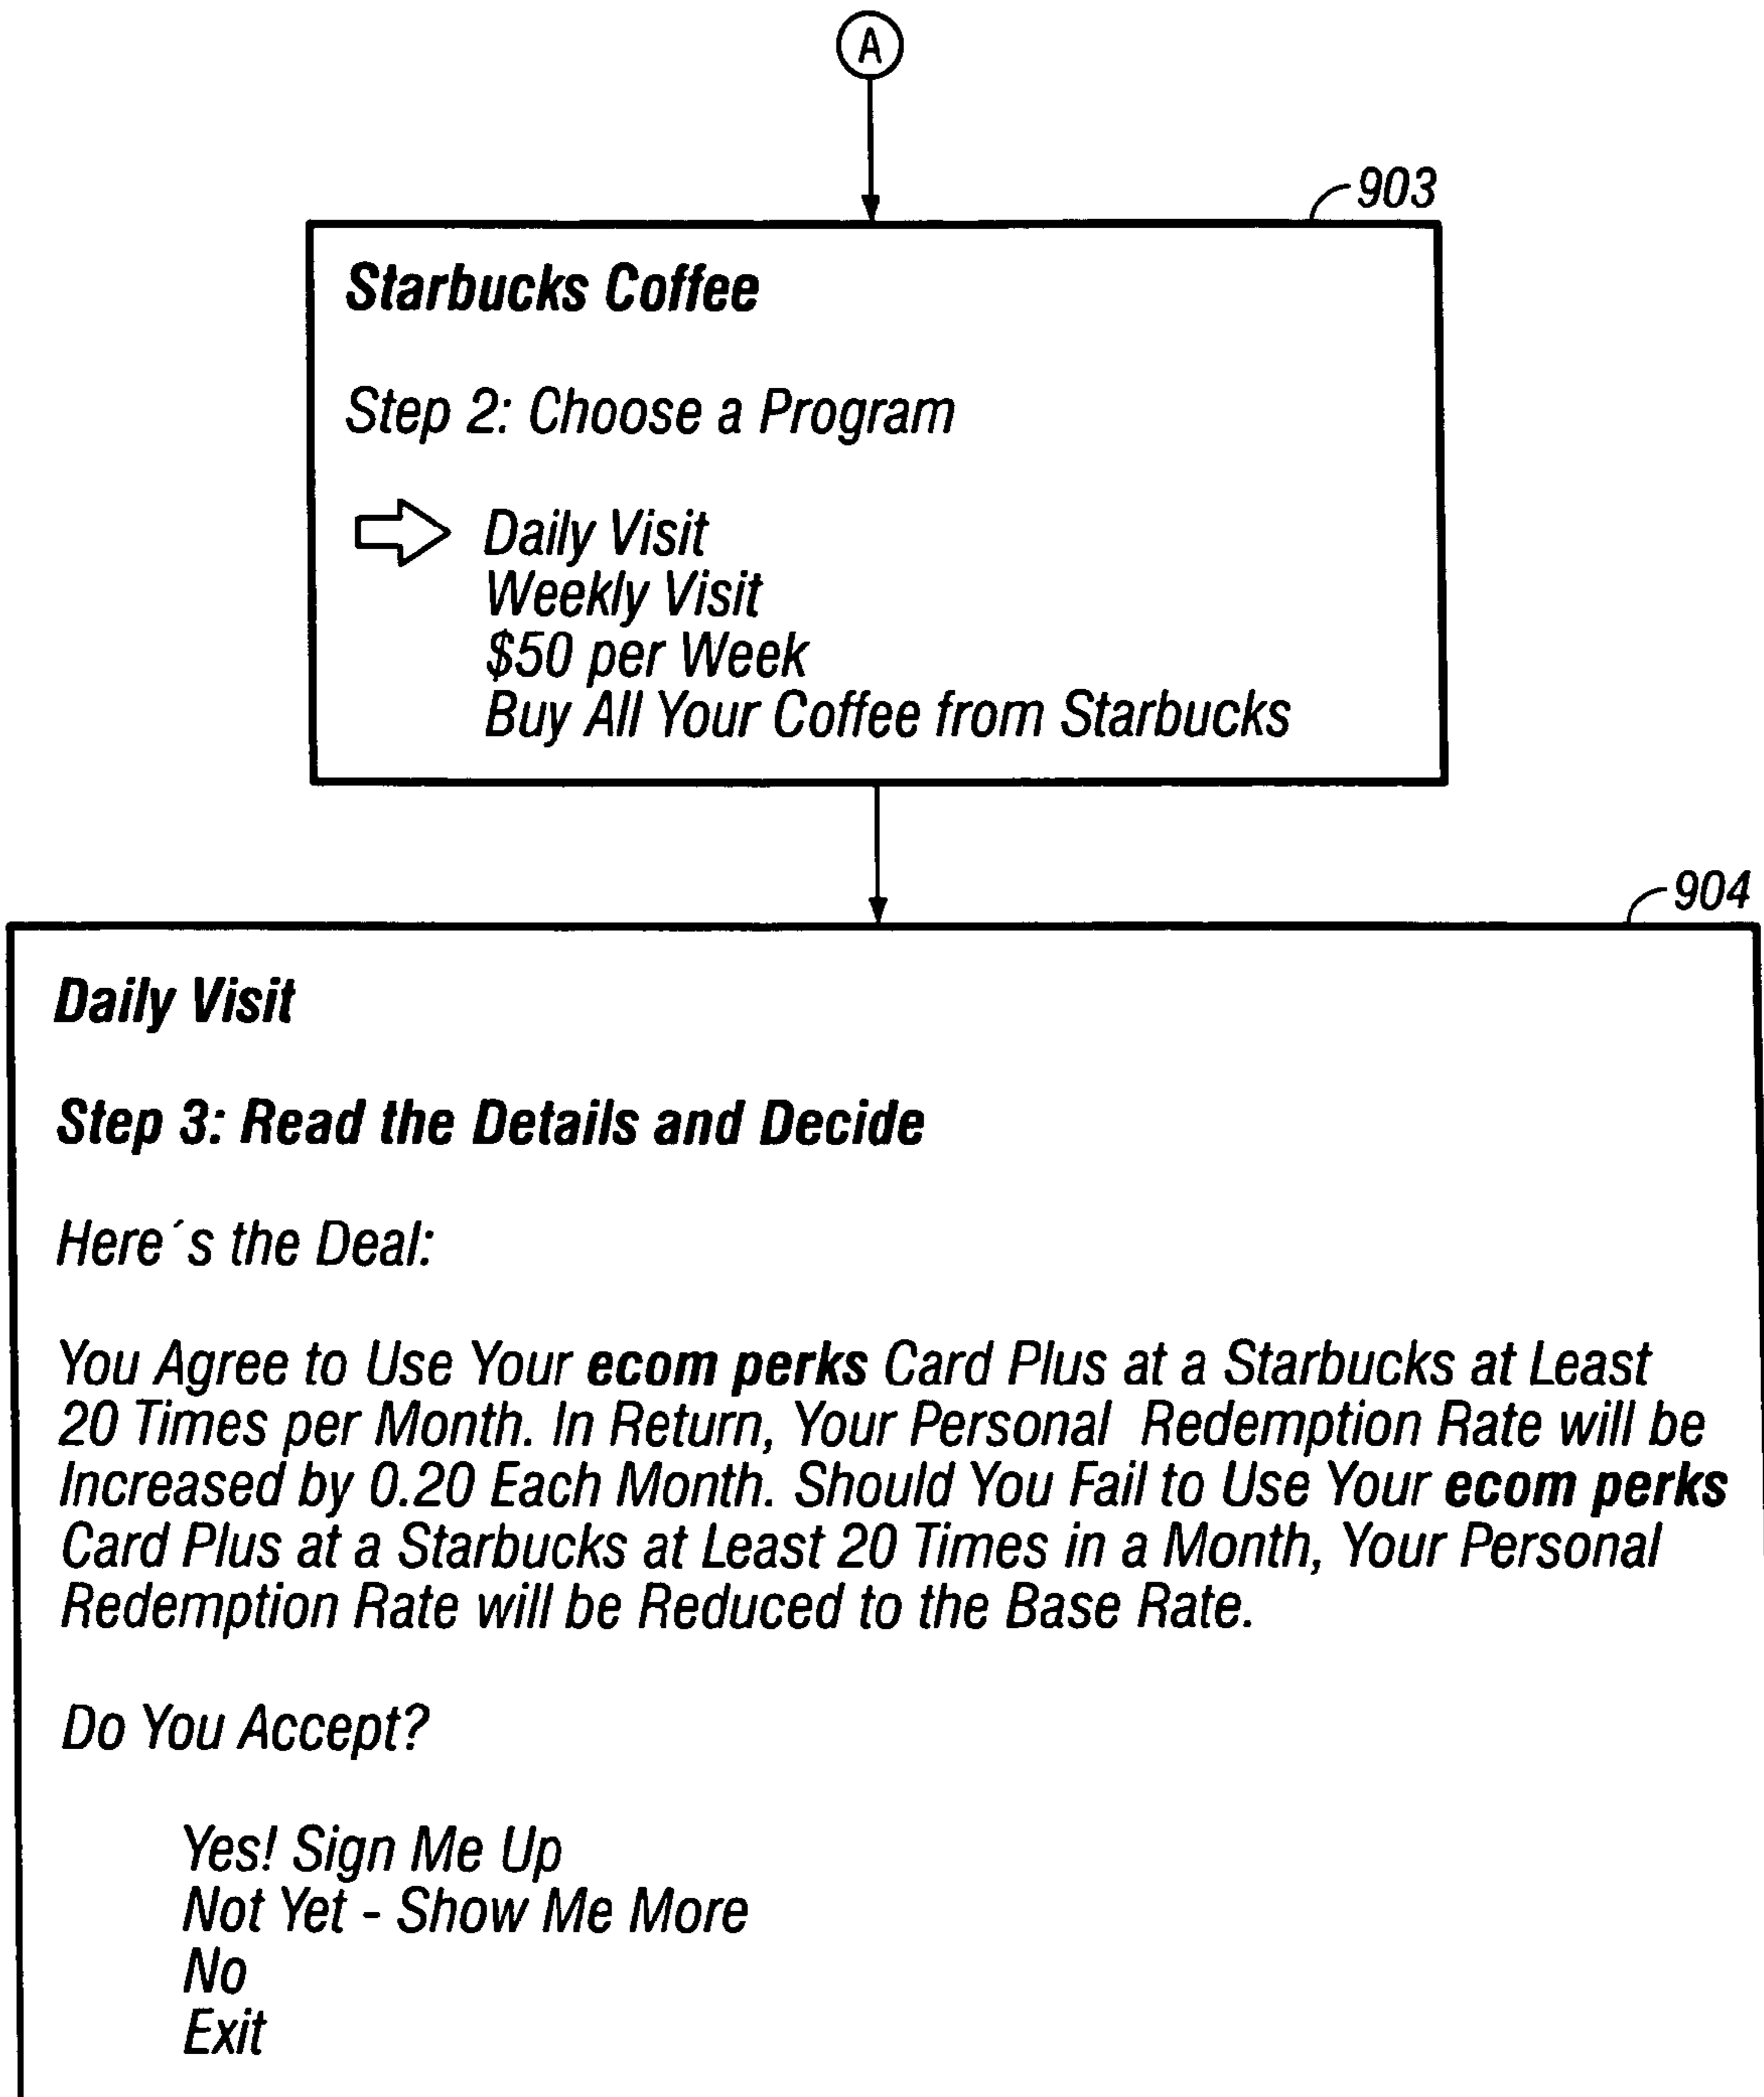 A
903
Starbucks Coffee
Step 2: Choose a Program
Daily Visit
Weekly Visit
$50 per Week
Buy All Your Coffee from Starbucks
904
Daily Visit
Step 3: Read the Details and Decide
Here´s the Deal:
You Agree to Use Your ecom perks Card Plus at a Starbucks at Least
20 Times per Month. In Return, Your Personal Redemption Rate will be
Increased by 0.20 Each Month. Should You Fail to Use Your ecom perks
Card Plus at a Starbucks at Least 20 Times in a Month, Your Personal
Redemption Rate will be Reduced to the Base Rate.
Do You Accept?
Yes! Sign Me Up
Not Yet - Show Me More
No
Exit